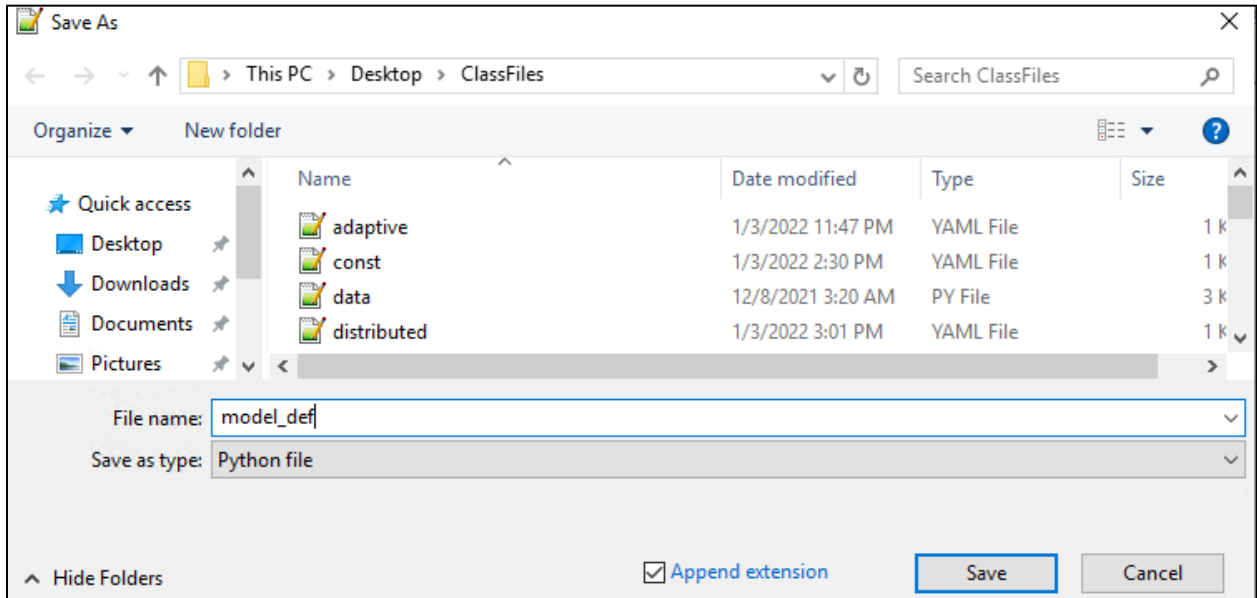 Save As
This PC > Desktop > ClassFiles
Search ClassFiles
Organize
New folder
?
Name Date modified Type Size
Quick access
Desktop
Downloads
Documents
Pictures
adaptive 1/3/2022 11:47 PM YAML File 1 K
const 1/3/2022 2:30 PM YAML File 1 K
data 12/8/2021 3:20 AM PY File 3 K
distributed 1/3/2022 3:01 PM YAML File 1 K
File name: model_def
Save as type: Python file
Hide Folders
Append extension
Save
Cancel